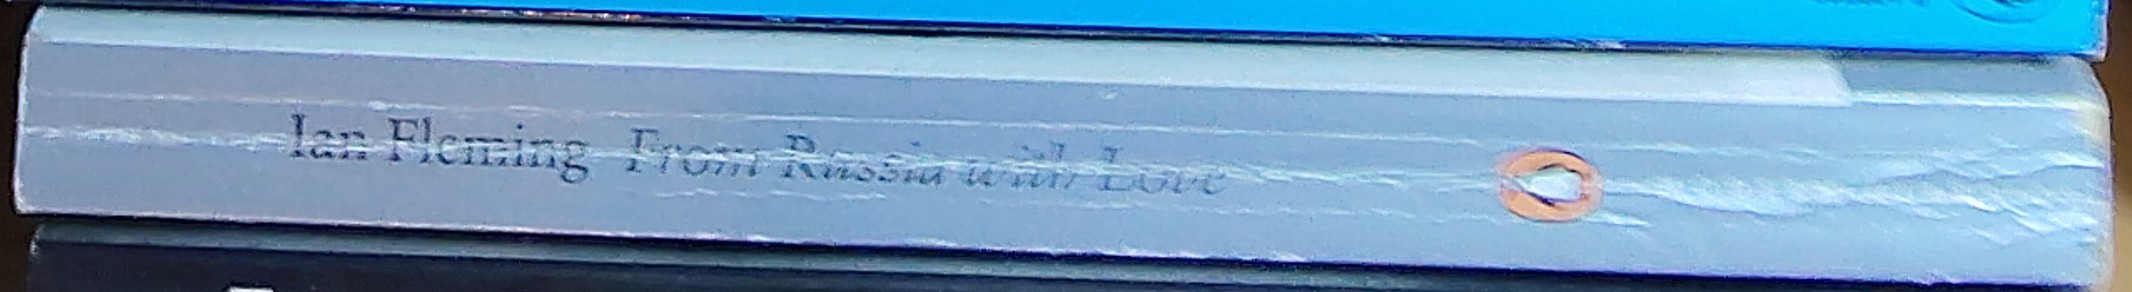 Ian Fleming From Russia with Love